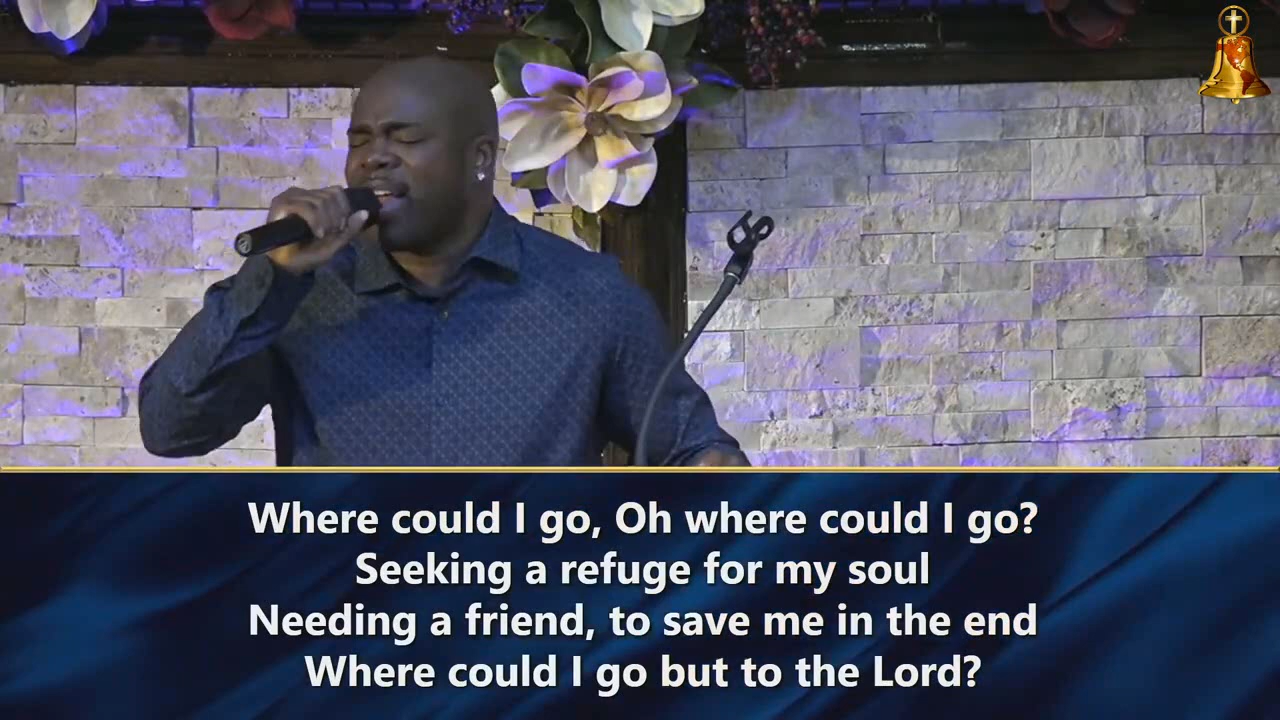 Where could I go, Oh where could I go?
Seeking a refuge for my soul
Needing a friend, to save me in the end
Where could I go but to the Lord?